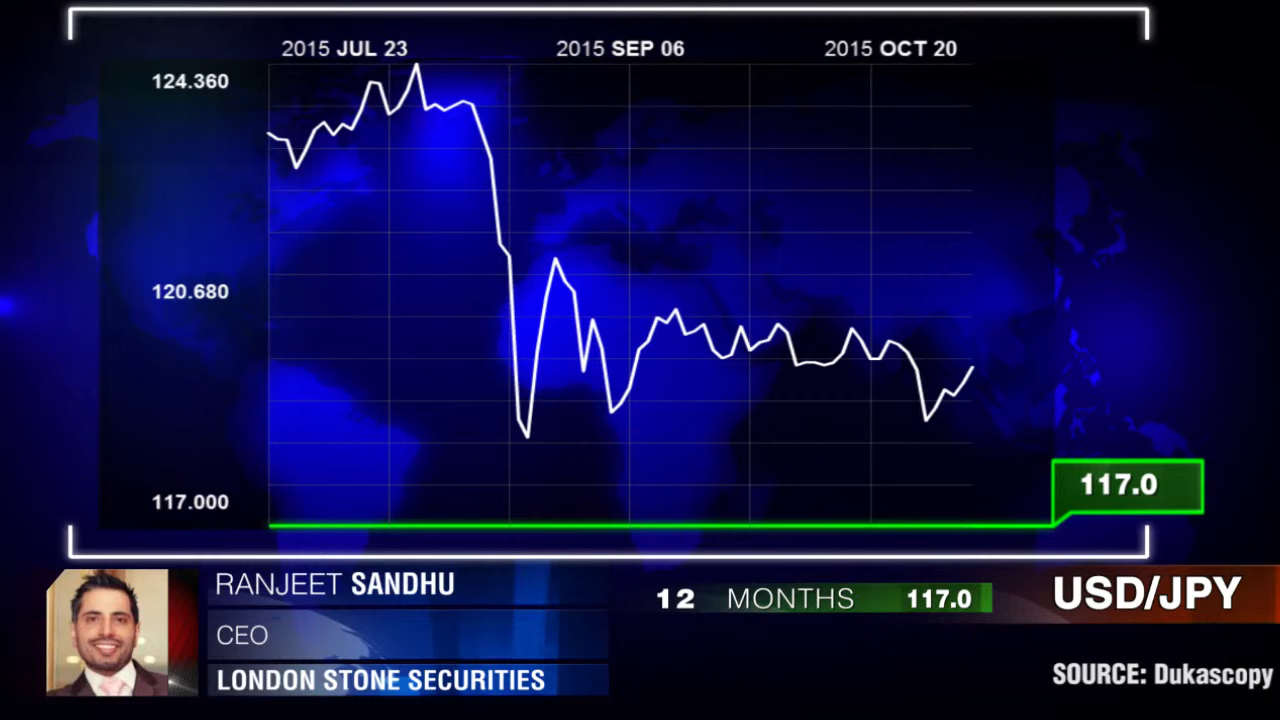 2015 JUL 23
2015 SEP 06
2015 OCT 20
124.360
120.680
117.000
117.0
RANJEET SANDHU
CEO
LONDON STONE SECURITIES
12 MONTHS 117.0
USD/JPY
SOURCE: Dukascopy